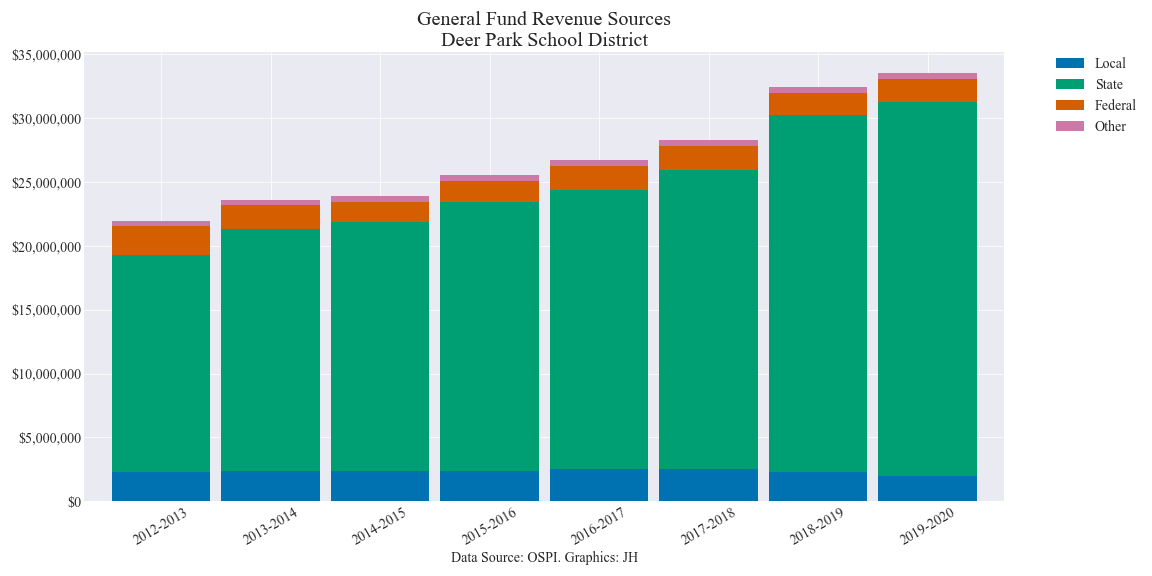 General Fund Revenue Sources
Deer Park School District
$35,000,000
$30,000,000
$25,000,000
$20,000,000
$15,000,000
$10,000,000
$5,000,000
$0
Local
State
Federal
Other
2012-2013
2013-2014
2014-2015
2015-2016
2016-2017
2017-2018
2018-2019
2019-2020
Data Source: OSPI. Graphics: JH